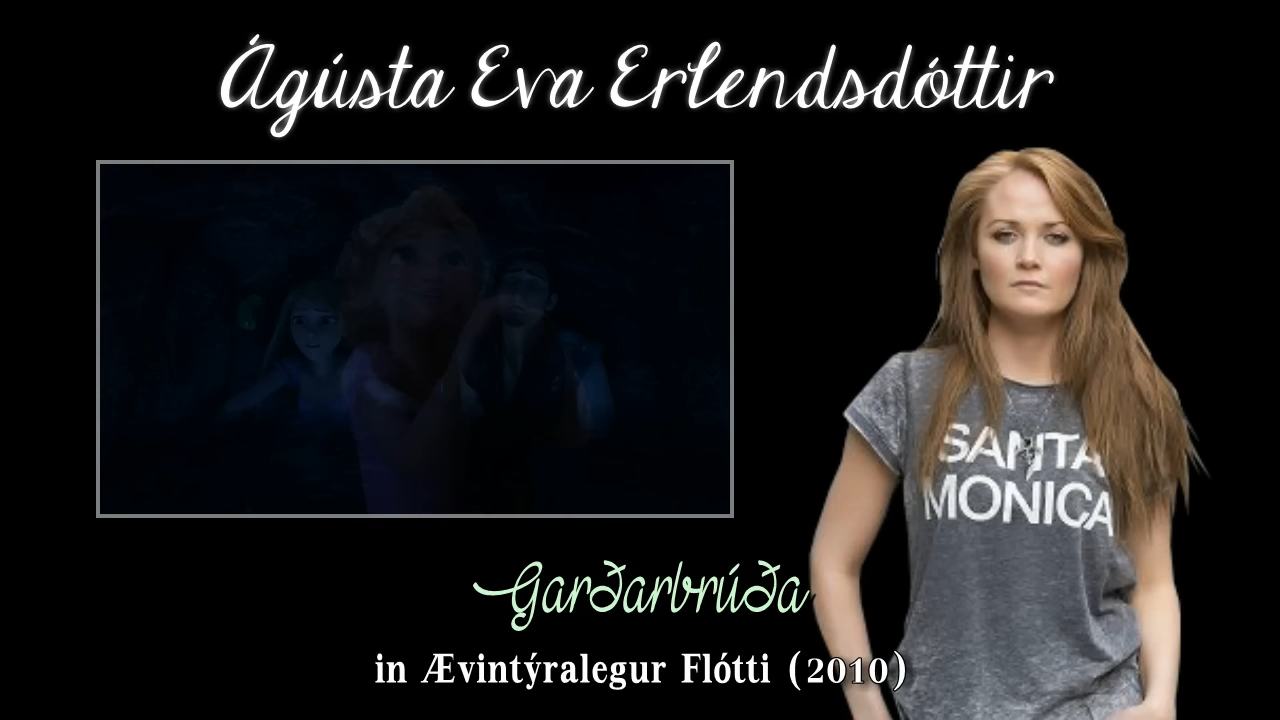 Ágústa Eva Erlendsdóttir
SANTA
MONICA
Garðarbrúða
in Ævintýralegur Flótti (2010)